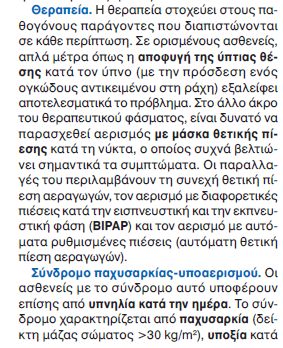 Θεραπεία. Η θεραπεία στοχεύει στους πα-
θογόνους παράγοντες που διαπιστώνονται
σε κάθε περίπτωση. Σε ορισμένους ασθενείς,
απλά μέτρα όπως η αποφυγή της ύπτιας θέ-
σης κατά τον ύπνο (με την πρόσδεση ενός
ογκώδους αντικειμένου στη ράχη) εξαλείφει
αποτελεσματικά το πρόβλημα. Στο άλλο άκρο
του θεραπευτικού φάσματος, είναι δυνατό να
παρασχεθεί αερισμός με μάσκα θετικής πί-
εσης κατά τη νύκτα, ο οποίος συχνά βελτιώ-
νει σημαντικά τα συμπτώματα. Οι παραλλα-
γές του περιλαμβάνουν τη συνεχή θετική πί-
εση αεραγωγών, τον αερισμό με διαφορετικές
πιέσεις κατά την εισπνευστική και την εκπνευ-
στική φάση (BIPAP) και τον αερισμό με αυτό-
ματα ρυθμισμένες πιέσεις (αυτόματη θετική
πίεση αεραγωγών).
Σύνδρομο παχυσαρκίας-υποαερισμού. Οι
ασθενείς με το σύνδρομο αυτό υποφέρουν
επίσης από υπνηλία κατά την ημέρα. Το σύν-
δρομο χαρακτηρίζεται από παχυσαρκία (δεί-
κτη μάζας σώματος >30 kg/m²), υποξία κατά